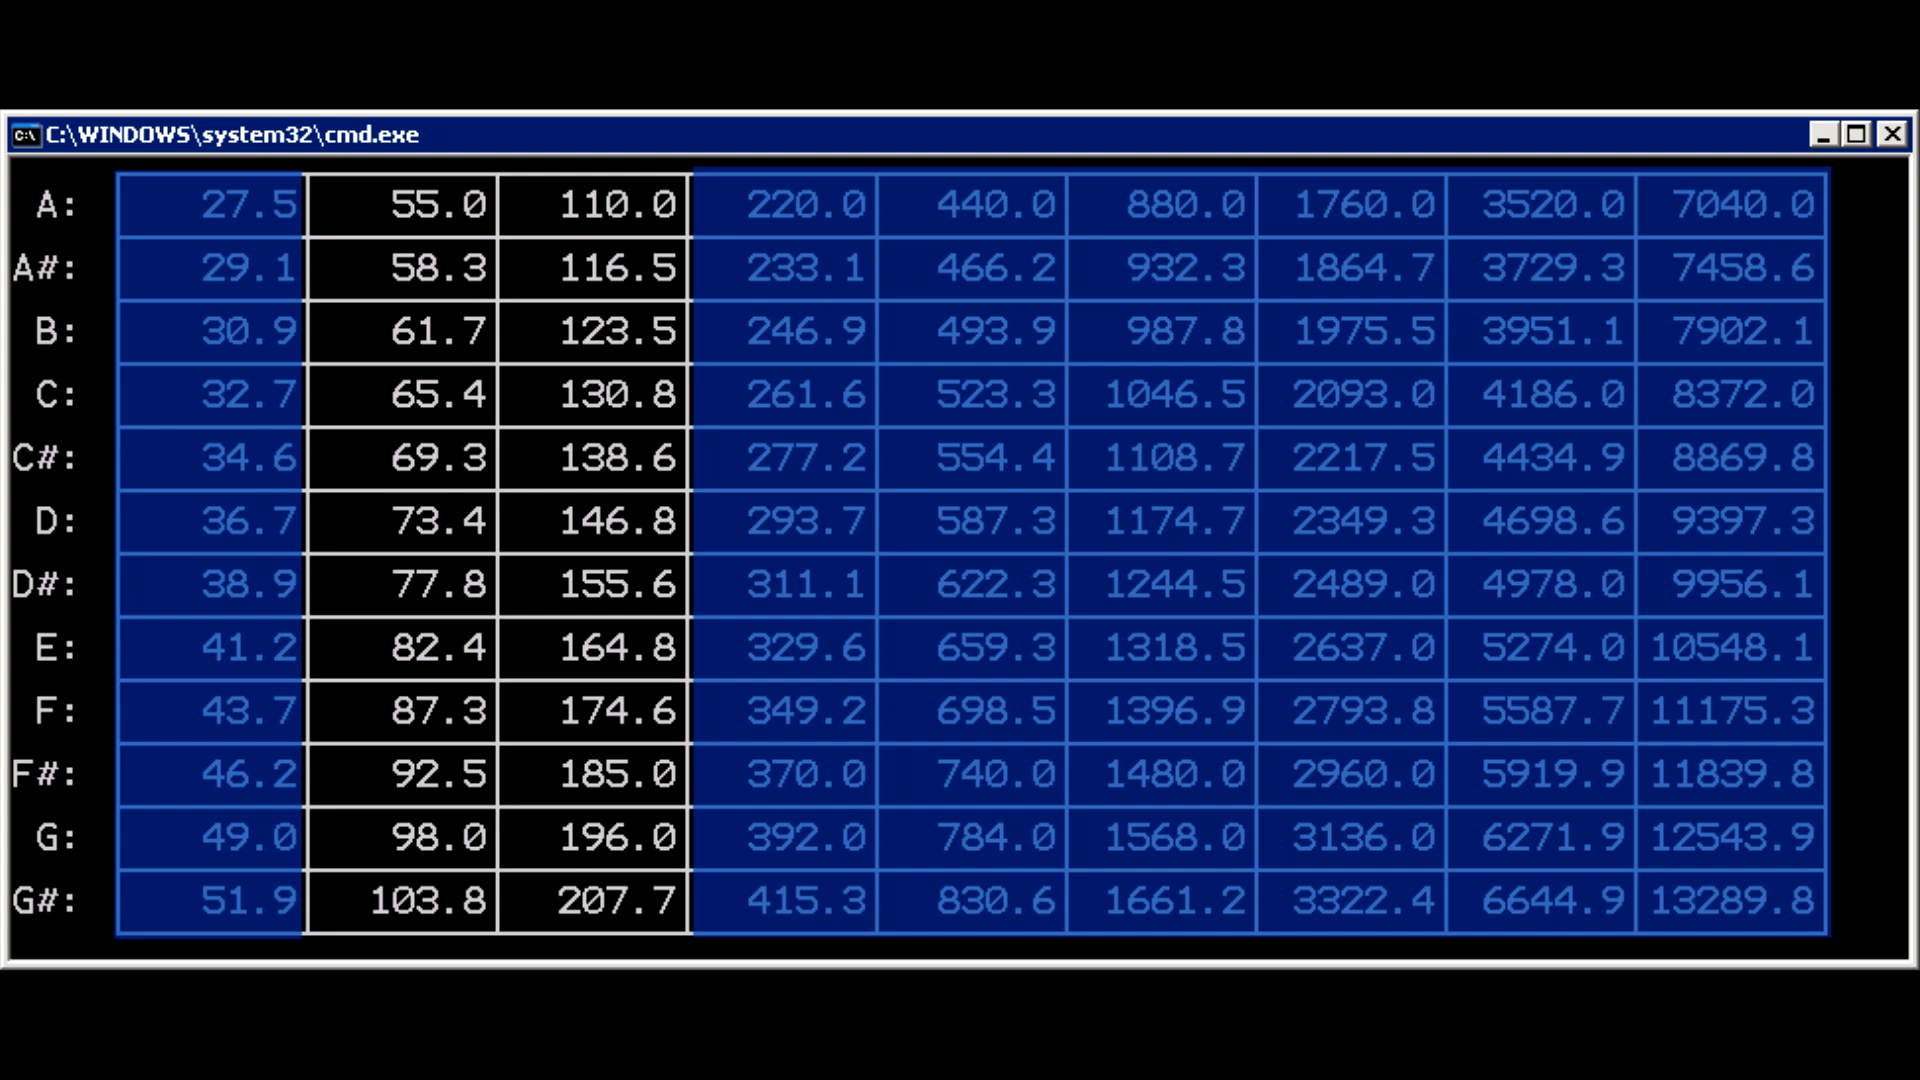 C:\WINDOWS\system32\cmd.exe
A: 27.5 55.0 110.0 220.0 440.0 880.0 1760.0 3520.0 7040.0
A#: 29.1 58.3 116.5 233.1 466.2 932.3 1864.7 3729.3 7458.6
B: 30.9 61.7 123.5 246.9 493.9 987.8 1975.5 3951.1 7902.1
C: 32.7 65.4 130.8 261.6 523.3 1046.5 2093.0 4186.0 8372.0
C#: 34.6 69.3 138.6 277.2 554.4 1108.7 2217.5 4434.9 8869.8
D: 36.7 73.4 146.8 293.7 587.3 1174.7 2349.3 4698.6 9397.3
D#: 38.9 77.8 155.6 311.1 622.3 1244.5 2489.0 4978.0 9956.1
E: 41.2 82.4 164.8 329.6 659.3 1318.5 2637.0 5274.0 10548.1
F: 43.7 87.3 174.6 349.2 698.5 1396.9 2793.8 5587.7 11175.3
F#: 46.2 92.5 185.0 370.0 740.0 1480.0 2960.0 5919.9 11839.8
G: 49.0 98.0 196.0 392.0 784.0 1568.0 3136.0 6271.9 12543.9
G#: 51.9 103.8 207.7 415.3 830.6 1661.2 3322.4 6644.9 13289.8